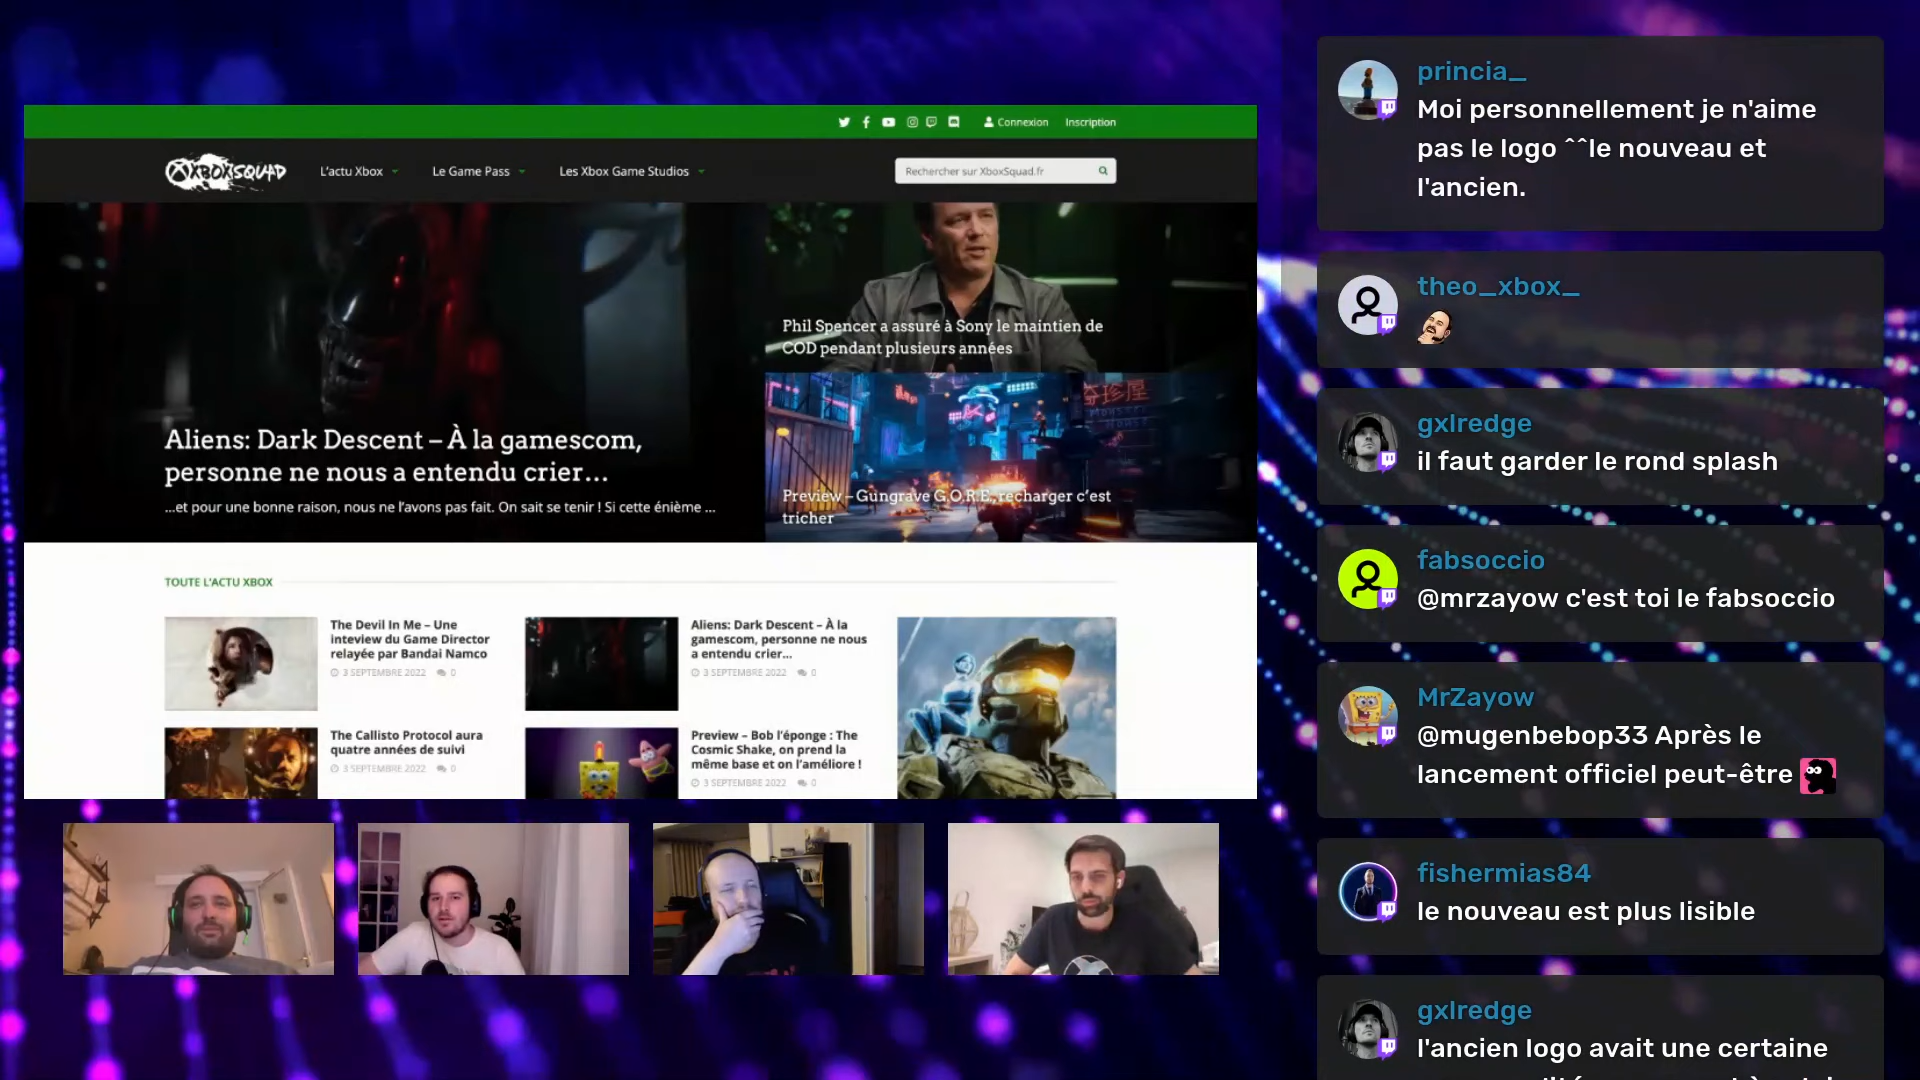 Connexion Inscription
XBOXSQUAD L'actu Xbox Le Game Pass Les Xbox Game Studios Rechercher sur XboxSquad.fr
Phil Spencer a assuré à Sony le maintien de
COD pendant plusieurs années
Aliens: Dark Descent – À la gamescom,
personne ne nous a entendu crier…
...et pour une bonne raison, nous ne l'avons pas fait. On sait se tenir ! Si cette énième ...
Preview – Gungrave G.O.R.E, recharger c'est
tricher
TOUTE L'ACTU XBOX
The Devil In Me – Une
inteview du Game Director
relayée par Bandai Namco
3 SEPTEMBRE 2022 0
Aliens: Dark Descent – À la
gamescom, personne ne nous
a entendu crier…
3 SEPTEMBRE 2022 0
The Callisto Protocol aura
quatre années de suivi
3 SEPTEMBRE 2022 0
Preview – Bob l'éponge : The
Cosmic Shake, on prend la
même base et on l'améliore !
3 SEPTEMBRE 2022 0
princia_
Moi personnellement je n'aime
pas le logo ^^le nouveau et
l'ancien.
theo_xbox_
gxlredge
il faut garder le rond splash
fabsoccio
@mrzayow c'est toi le fabsoccio
MrZayow
@mugenbebop33 Après le
lancement officiel peut-être
fishermias84
le nouveau est plus lisible
gxlredge
l'ancien logo avait une certaine